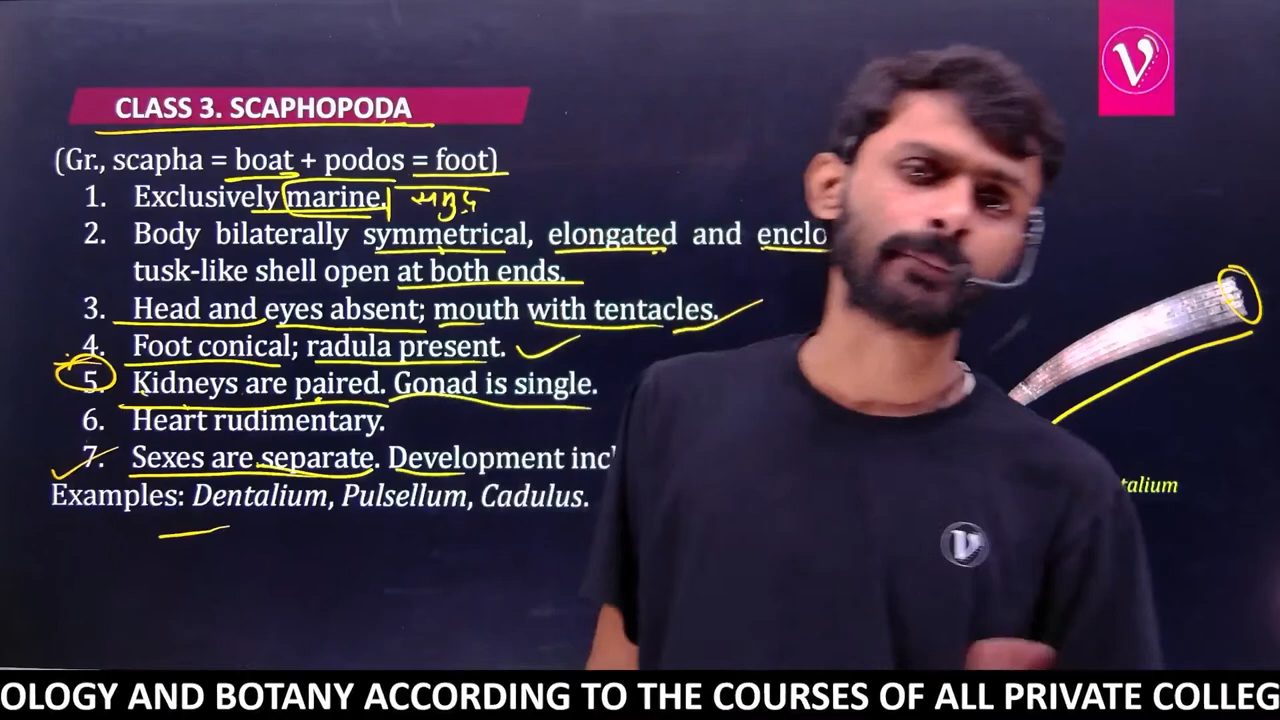 CLASS 3. SCAPHOPODA
(Gr., scapha = boat + podos = foot)
1. Exclusively marine.
2. Body bilaterally symmetrical, elongated and enclo
tusk-like shell open at both ends.
3. Head and eyes absent; mouth with tentacles.
4. Foot conical; radula present.
5. Kidneys are paired. Gonad is single.
6. Heart rudimentary.
7. Sexes are separate. Development inc
Examples: Dentalium, Pulsellum, Cadulus.
talium
OLOGY AND BOTANY ACCORDING TO THE COURSES OF ALL PRIVATE COLLEG